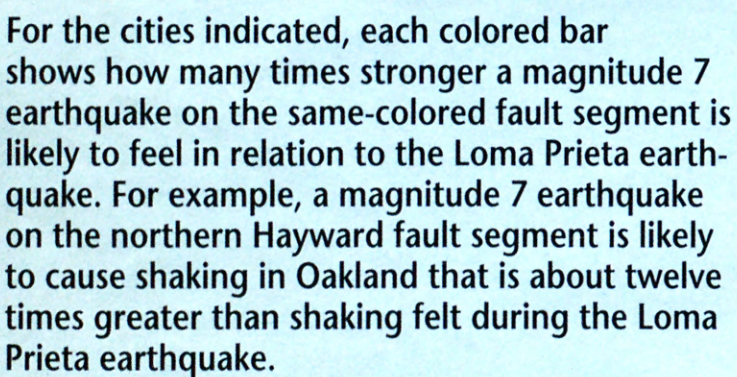 For the cities indicated, each colored bar
shows how many times stronger a magnitude 7
earthquake on the same-colored fault segment is
likely to feel in relation to the Loma Prieta earth-
quake. For example, a magnitude 7 earthquake
on the northern Hayward fault segment is likely
to cause shaking in Oakland that is about twelve
times greater than shaking felt during the Loma
Prieta earthquake.